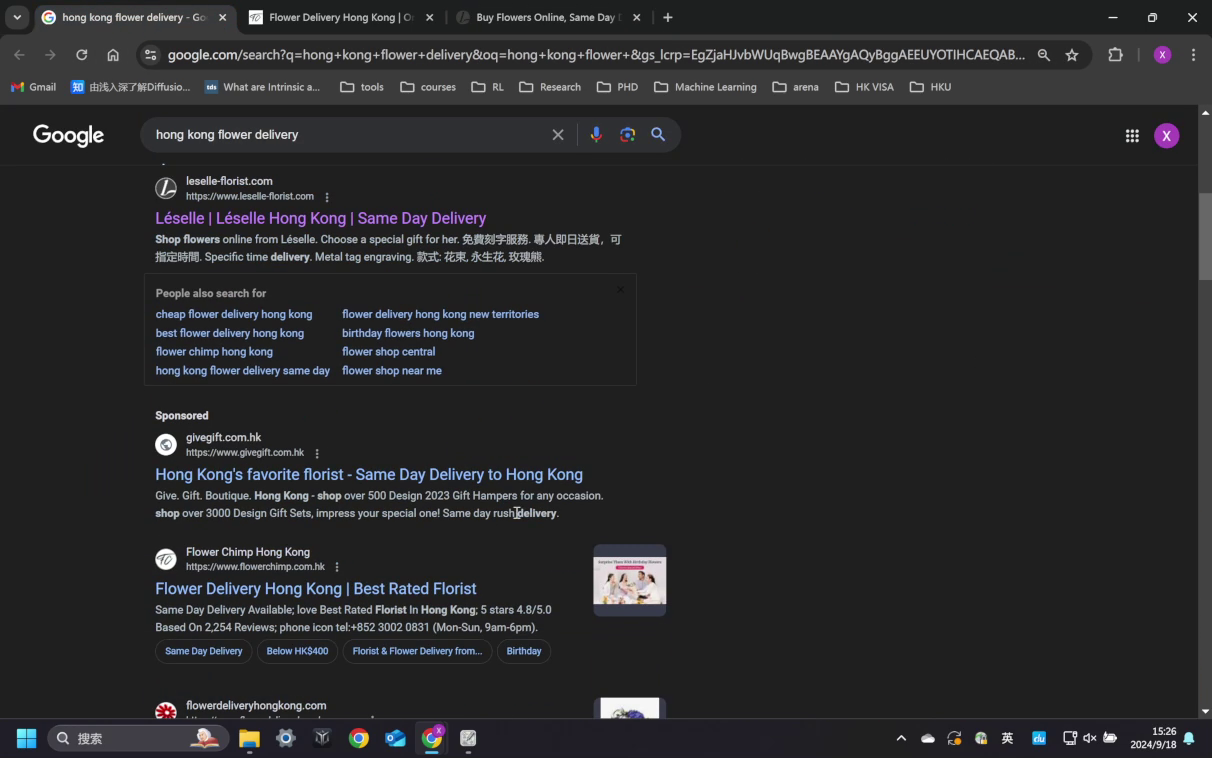 hong kong flower delivery - Go
Flower Delivery Hong Kong | O
Buy Flowers Online, Same Day
google.com/search?q=hong+kong+flower+delivery&oq=hong+kong+flower+&gs_lcrp=EgZjaHJvbWUqBwgBEAAYgAQyBggAEEUYOTIHCAEQAB...
X
Gmail
知
由浅入深了解Diffusio...
tds
What are Intrinsic a...
tools
courses
RL
Research
PHD
Machine Learning
arena
HK VISA
HKU
Google
hong kong flower delivery
X
leselle-florist.com
https://www.leselle-florist.com
Léselle | Léselle Hong Kong | Same Day Delivery
Shop flowers online from Léselle. Choose a special gift for her. 免費刻字服務. 專人即日送貨，可
指定時間. Specific time delivery. Metal tag engraving. 款式: 花束, 永生花, 玫瑰熊.
People also search for
cheap flower delivery hong kong
flower delivery hong kong new territories
best flower delivery hong kong
birthday flowers hong kong
flower chimp hong kong
flower shop central
hong kong flower delivery same day
flower shop near me
Sponsored
givegift.com.hk
https://www.givegift.com.hk
Hong Kong's favorite florist - Same Day Delivery to Hong Kong
Give. Gift. Boutique. Hong Kong - shop over 500 Design 2023 Gift Hampers for any occasion.
shop over 3000 Design Gift Sets, impress your special one! Same day rush delivery.
Flower Chimp Hong Kong
https://www.flowerchimp.com.hk
Flower Delivery Hong Kong | Best Rated Florist
Same Day Delivery Available; love Best Rated Florist In Hong Kong; 5 stars 4.8/5.0
Based On 2,254 Reviews; phone icon tel:+852 3002 0831 (Mon-Sun, 9am-6pm).
Same Day Delivery
Below HK$400
Florist & Flower Delivery from...
Birthday
flowerdeliveryhongkong.com
搜索
X
英
du
15:26
2024/9/18